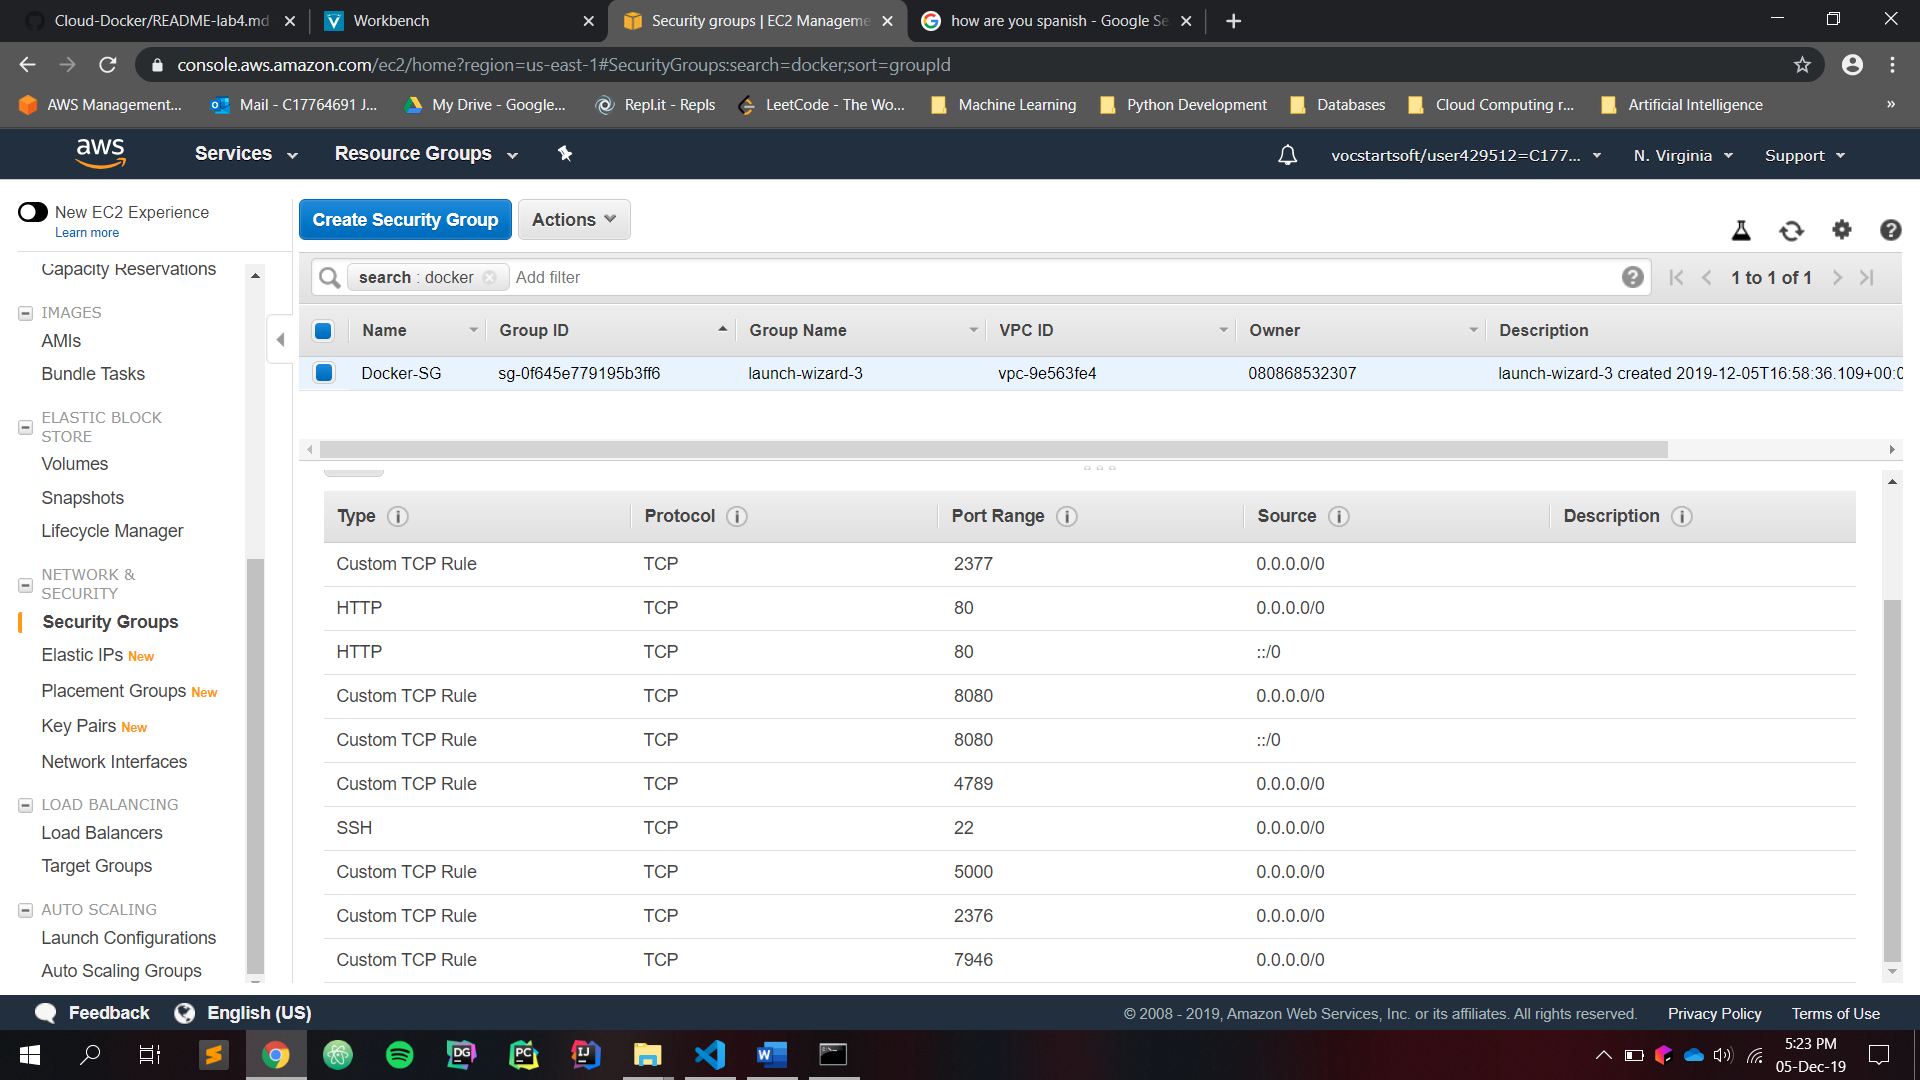 Cloud-Docker/README-lab4.md
Workbench
Security groups | EC2 Manageme
how are you spanish - Google Se
console.aws.amazon.com/ec2/home?region=us-east-1#SecurityGroups:search=docker;sort=groupId
AWS Management...
Mail - C17764691 J...
My Drive - Google...
Repl.it - Repls
LeetCode - The Wo...
Machine Learning
Python Development
Databases
Cloud Computing r...
Artificial Intelligence
»
aws
Services
Resource Groups
vocstartsoft/user429512=C177...
N. Virginia
Support
New EC2 Experience
Learn more
Capacity Reservations
IMAGES
AMIs
Bundle Tasks
ELASTIC BLOCK
STORE
Volumes
Snapshots
Lifecycle Manager
NETWORK &
SECURITY
Security Groups
Elastic IPs New
Placement Groups New
Key Pairs New
Network Interfaces
LOAD BALANCING
Load Balancers
Target Groups
AUTO SCALING
Launch Configurations
Auto Scaling Groups
Create Security Group
Actions
search : docker
Add filter
1 to 1 of 1
Name Group ID Group Name VPC ID Owner Description
Docker-SG sg-0f645e779195b3ff6 launch-wizard-3 vpc-9e563fe4 080868532307 launch-wizard-3 created 2019-12-05T16:58:36.109+00:0
Type Protocol Port Range Source Description
Custom TCP Rule TCP 2377 0.0.0.0/0
HTTP TCP 80 0.0.0.0/0
HTTP TCP 80 ::/0
Custom TCP Rule TCP 8080 0.0.0.0/0
Custom TCP Rule TCP 8080 ::/0
Custom TCP Rule TCP 4789 0.0.0.0/0
SSH TCP 22 0.0.0.0/0
Custom TCP Rule TCP 5000 0.0.0.0/0
Custom TCP Rule TCP 2376 0.0.0.0/0
Custom TCP Rule TCP 7946 0.0.0.0/0
Feedback
English (US)
© 2008 - 2019, Amazon Web Services, Inc. or its affiliates. All rights reserved.
Privacy Policy
Terms of Use
DG
PC
IJ
5:23 PM
05-Dec-19